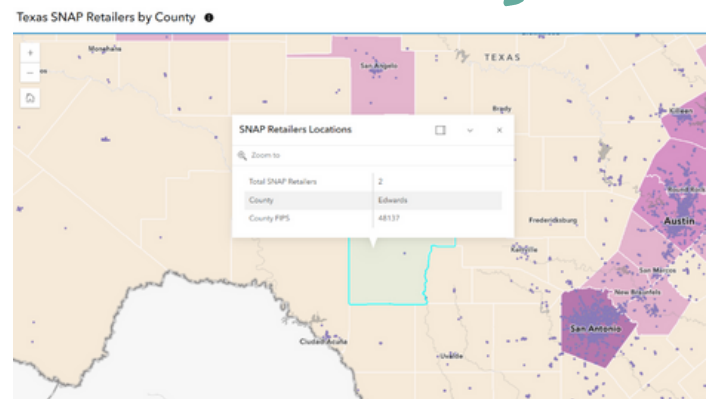 Texas SNAP Retailers by County
Monahans
San Angelo
TEXAS
Brady
Killeen
SNAP Retailers Locations
Zoom to
Total SNAP Retailers 2
County Edwards
County FIPS 48137
Round Rock
Austin
Fredericksburg
Kerrville
San Marcos
New Braunfels
San Antonio
Ciudad Acuña
Uvalde